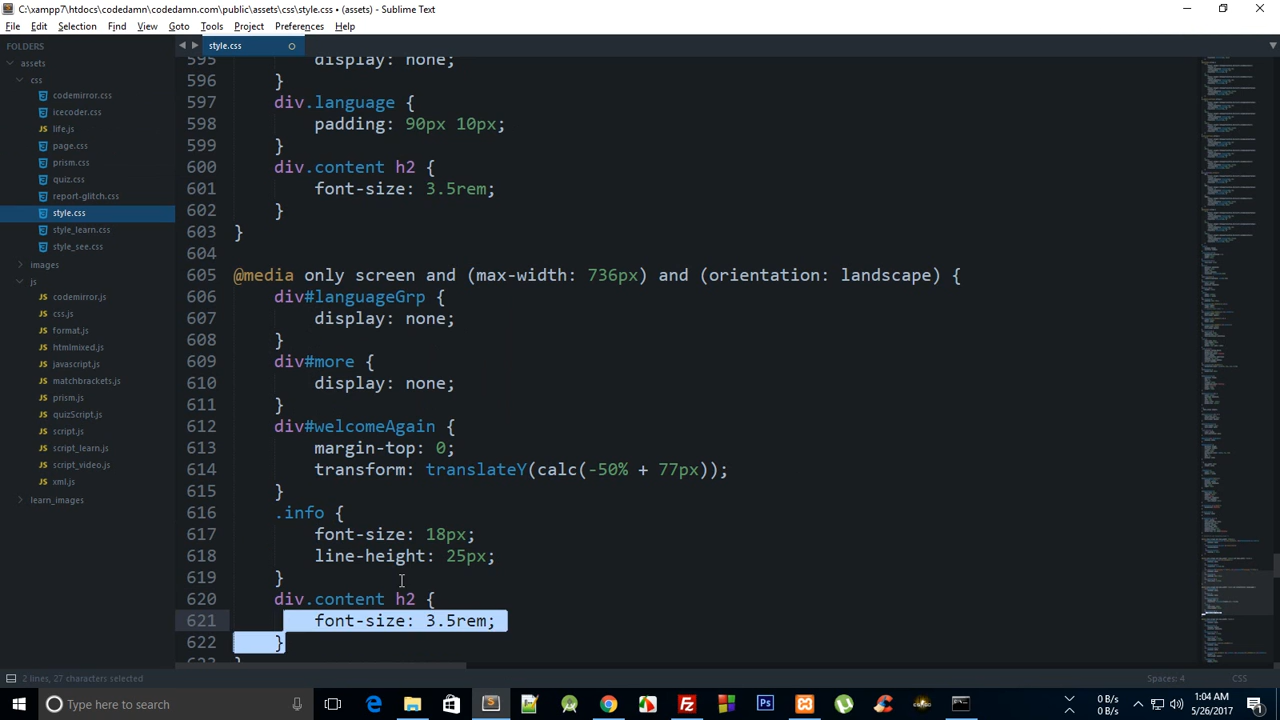 C:\xampp7\htdocs\codedamn\codedamn.com\public\assets\css\style.css • (assets) - Sublime Text
File Edit Selection Find View Goto Tools Project Preferences Help
FOLDERS
assets
css
codemirror.css
icecoder.css
life.js
page.css
prism.css
quiz.css
report-glitch.css
style.css
style_learn.css
style_see.css
images
js
codemirror.js
css.js
format.js
htmlmixed.js
javascript.js
matchbrackets.js
prism.js
quizScript.js
script.js
script_learn.js
script_video.js
xml.js
learn_images
style.css
595 display: none;
596 }
597 div.language {
598 padding: 90px 10px;
599 }
600 div.content h2 {
601 font-size: 3.5rem;
602 }
603 }
604
605 @media only screen and (max-width: 736px) and (orientation: landscape) {
606 div#languageGrp {
607 display: none;
608 }
609 div#more {
610 display: none;
611 }
612 div#welcomeAgain {
613 margin-top: 0;
614 transform: translateY(calc(-50% + 77px));
615 }
616 .info {
617 font-size: 18px;
618 line-height: 25px;
619 }
620 div.content h2 {
621 font-size: 3.5rem;
622 }
623 }
2 lines, 27 characters selected
Spaces: 4
CSS
Type here to search
0 B/s
0 B/s
0 B/s
0 B/s
1:04 AM
5/26/2017